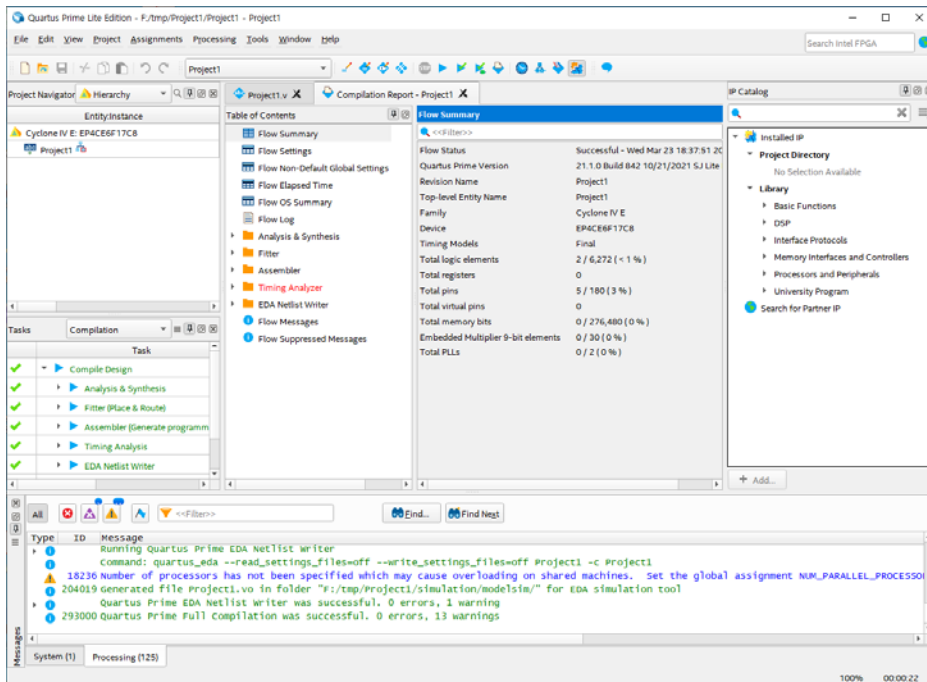 Quartus Prime Lite Edition - F:/tmp/Project1/Project1 - Project1
File Edit View Project Assignments Processing Tools Window Help
Search Intel FPGA
Project1
Project Navigator Hierarchy
Entity:Instance
Cyclone IV E: EP4CE6F17C8
Project1
Tasks Compilation
Task
Compile Design
Analysis & Synthesis
Fitter (Place & Route)
Assembler (Generate programm
Timing Analysis
EDA Netlist Writer
Project1.v
Compilation Report - Project1
Table of Contents
Flow Summary
Flow Settings
Flow Non-Default Global Settings
Flow Elapsed Time
Flow OS Summary
Flow Log
Analysis & Synthesis
Fitter
Assembler
Timing Analyzer
EDA Netlist Writer
Flow Messages
Flow Suppressed Messages
Flow Summary
<<Filter>>
Flow Status Successful - Wed Mar 23 18:37:51 20
Quartus Prime Version 21.1.0 Build 842 10/21/2021 SJ Lite
Revision Name Project1
Top-level Entity Name Project1
Family Cyclone IV E
Device EP4CE6F17C8
Timing Models Final
Total logic elements 2 / 6,272 ( < 1 % )
Total registers 0
Total pins 5 / 180 ( 3 % )
Total virtual pins 0
Total memory bits 0 / 276,480 ( 0 % )
Embedded Multiplier 9-bit elements 0 / 30 ( 0 % )
Total PLLs 0 / 2 ( 0 % )
IP Catalog
Installed IP
Project Directory
No Selection Available
Library
Basic Functions
DSP
Interface Protocols
Memory Interfaces and Controllers
Processors and Peripherals
University Program
Search for Partner IP
+ Add...
All <<Filter>> Find... Find Next
Type ID Message
Running Quartus Prime EDA Netlist Writer
Command: quartus_eda --read_settings_files=off --write_settings_files=off Project1 -c Project1
18236 Number of processors has not been specified which may cause overloading on shared machines. Set the global assignment NUM_PARALLEL_PROCESSO
204019 Generated file Project1.vo in folder "F:/tmp/Project1/simulation/modelsim/" for EDA simulation tool
Quartus Prime EDA Netlist Writer was successful. 0 errors, 1 warning
293000 Quartus Prime Full Compilation was successful. 0 errors, 13 warnings
Messages
System (1) Processing (125)
100% 00:00:22